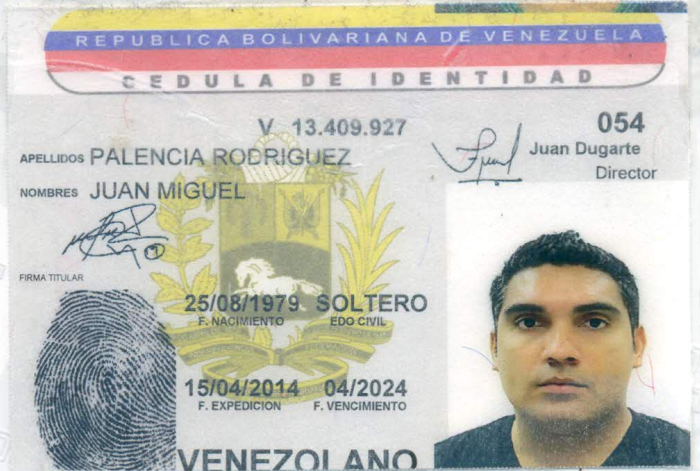 REPUBLICA BOLIVARIANA DE VENEZUELA
CEDULA DE IDENTIDAD
V 13.409.927
054
APELLIDOS PALENCIA RODRIGUEZ
Juan Dugarte
Director
NOMBRES JUAN MIGUEL
FIRMA TITULAR
25/08/1979 SOLTERO
F. NACIMIENTO EDO CIVIL
15/04/2014 04/2024
F. EXPEDICION F. VENCIMIENTO
VENEZOLANO